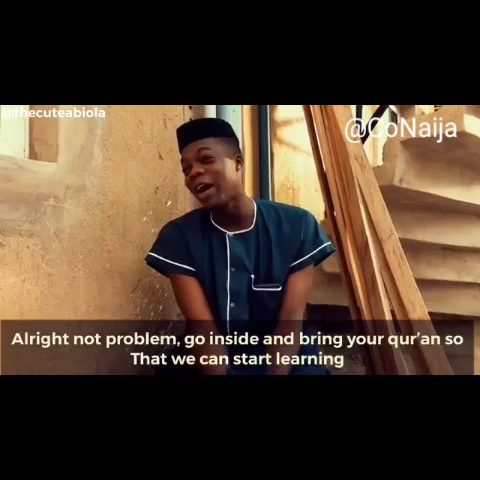 @thecuteabiola
@CoNaija
Alright not problem, go inside and bring your qur'an so
That we can start learning